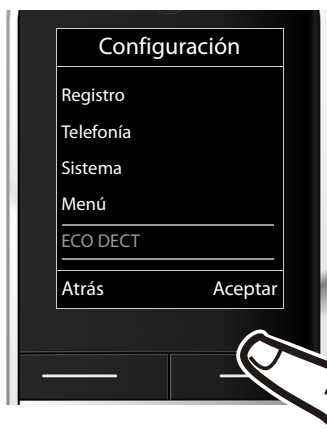 Configuración
Registro
Telefonía
Sistema
Menú
ECO DECT
Atrás Aceptar